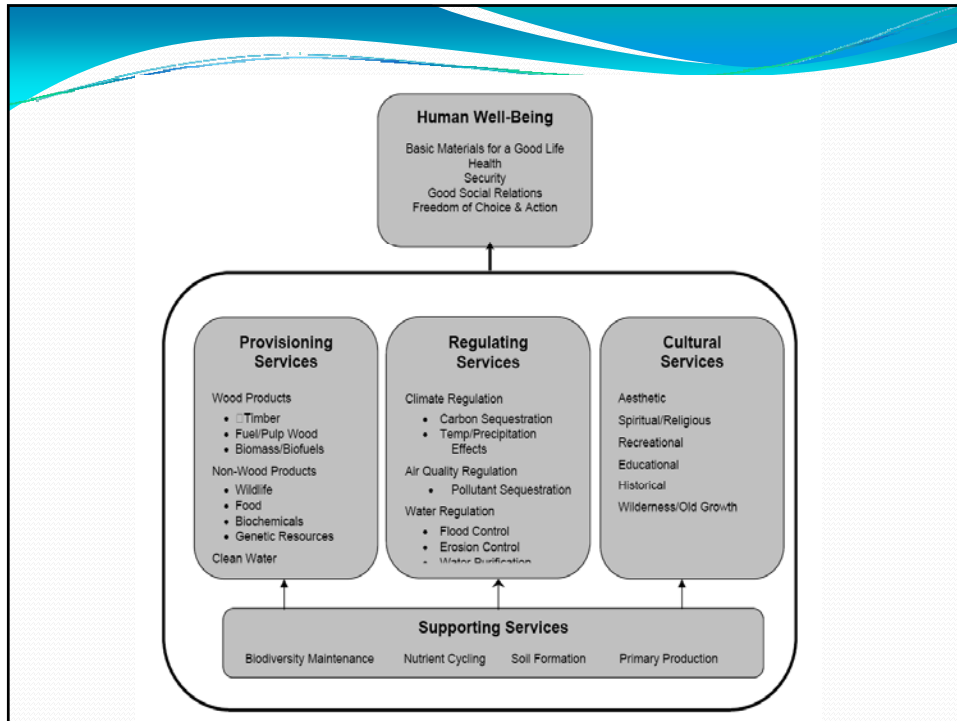 Human Well-Being
Basic Materials for a Good Life
Health
Security
Good Social Relations
Freedom of Choice & Action
Provisioning
Services
Wood Products
• □Timber
• Fuel/Pulp Wood
• Biomass/Biofuels
Non-Wood Products
• Wildlife
• Food
• Biochemicals
• Genetic Resources
Clean Water
Regulating
Services
Climate Regulation
• Carbon Sequestration
• Temp/Precipitation
Effects
Air Quality Regulation
• Pollutant Sequestration
Water Regulation
• Flood Control
• Erosion Control
• Water Purification
Cultural
Services
Aesthetic
Spiritual/Religious
Recreational
Educational
Historical
Wilderness/Old Growth
Supporting Services
Biodiversity Maintenance Nutrient Cycling Soil Formation Primary Production